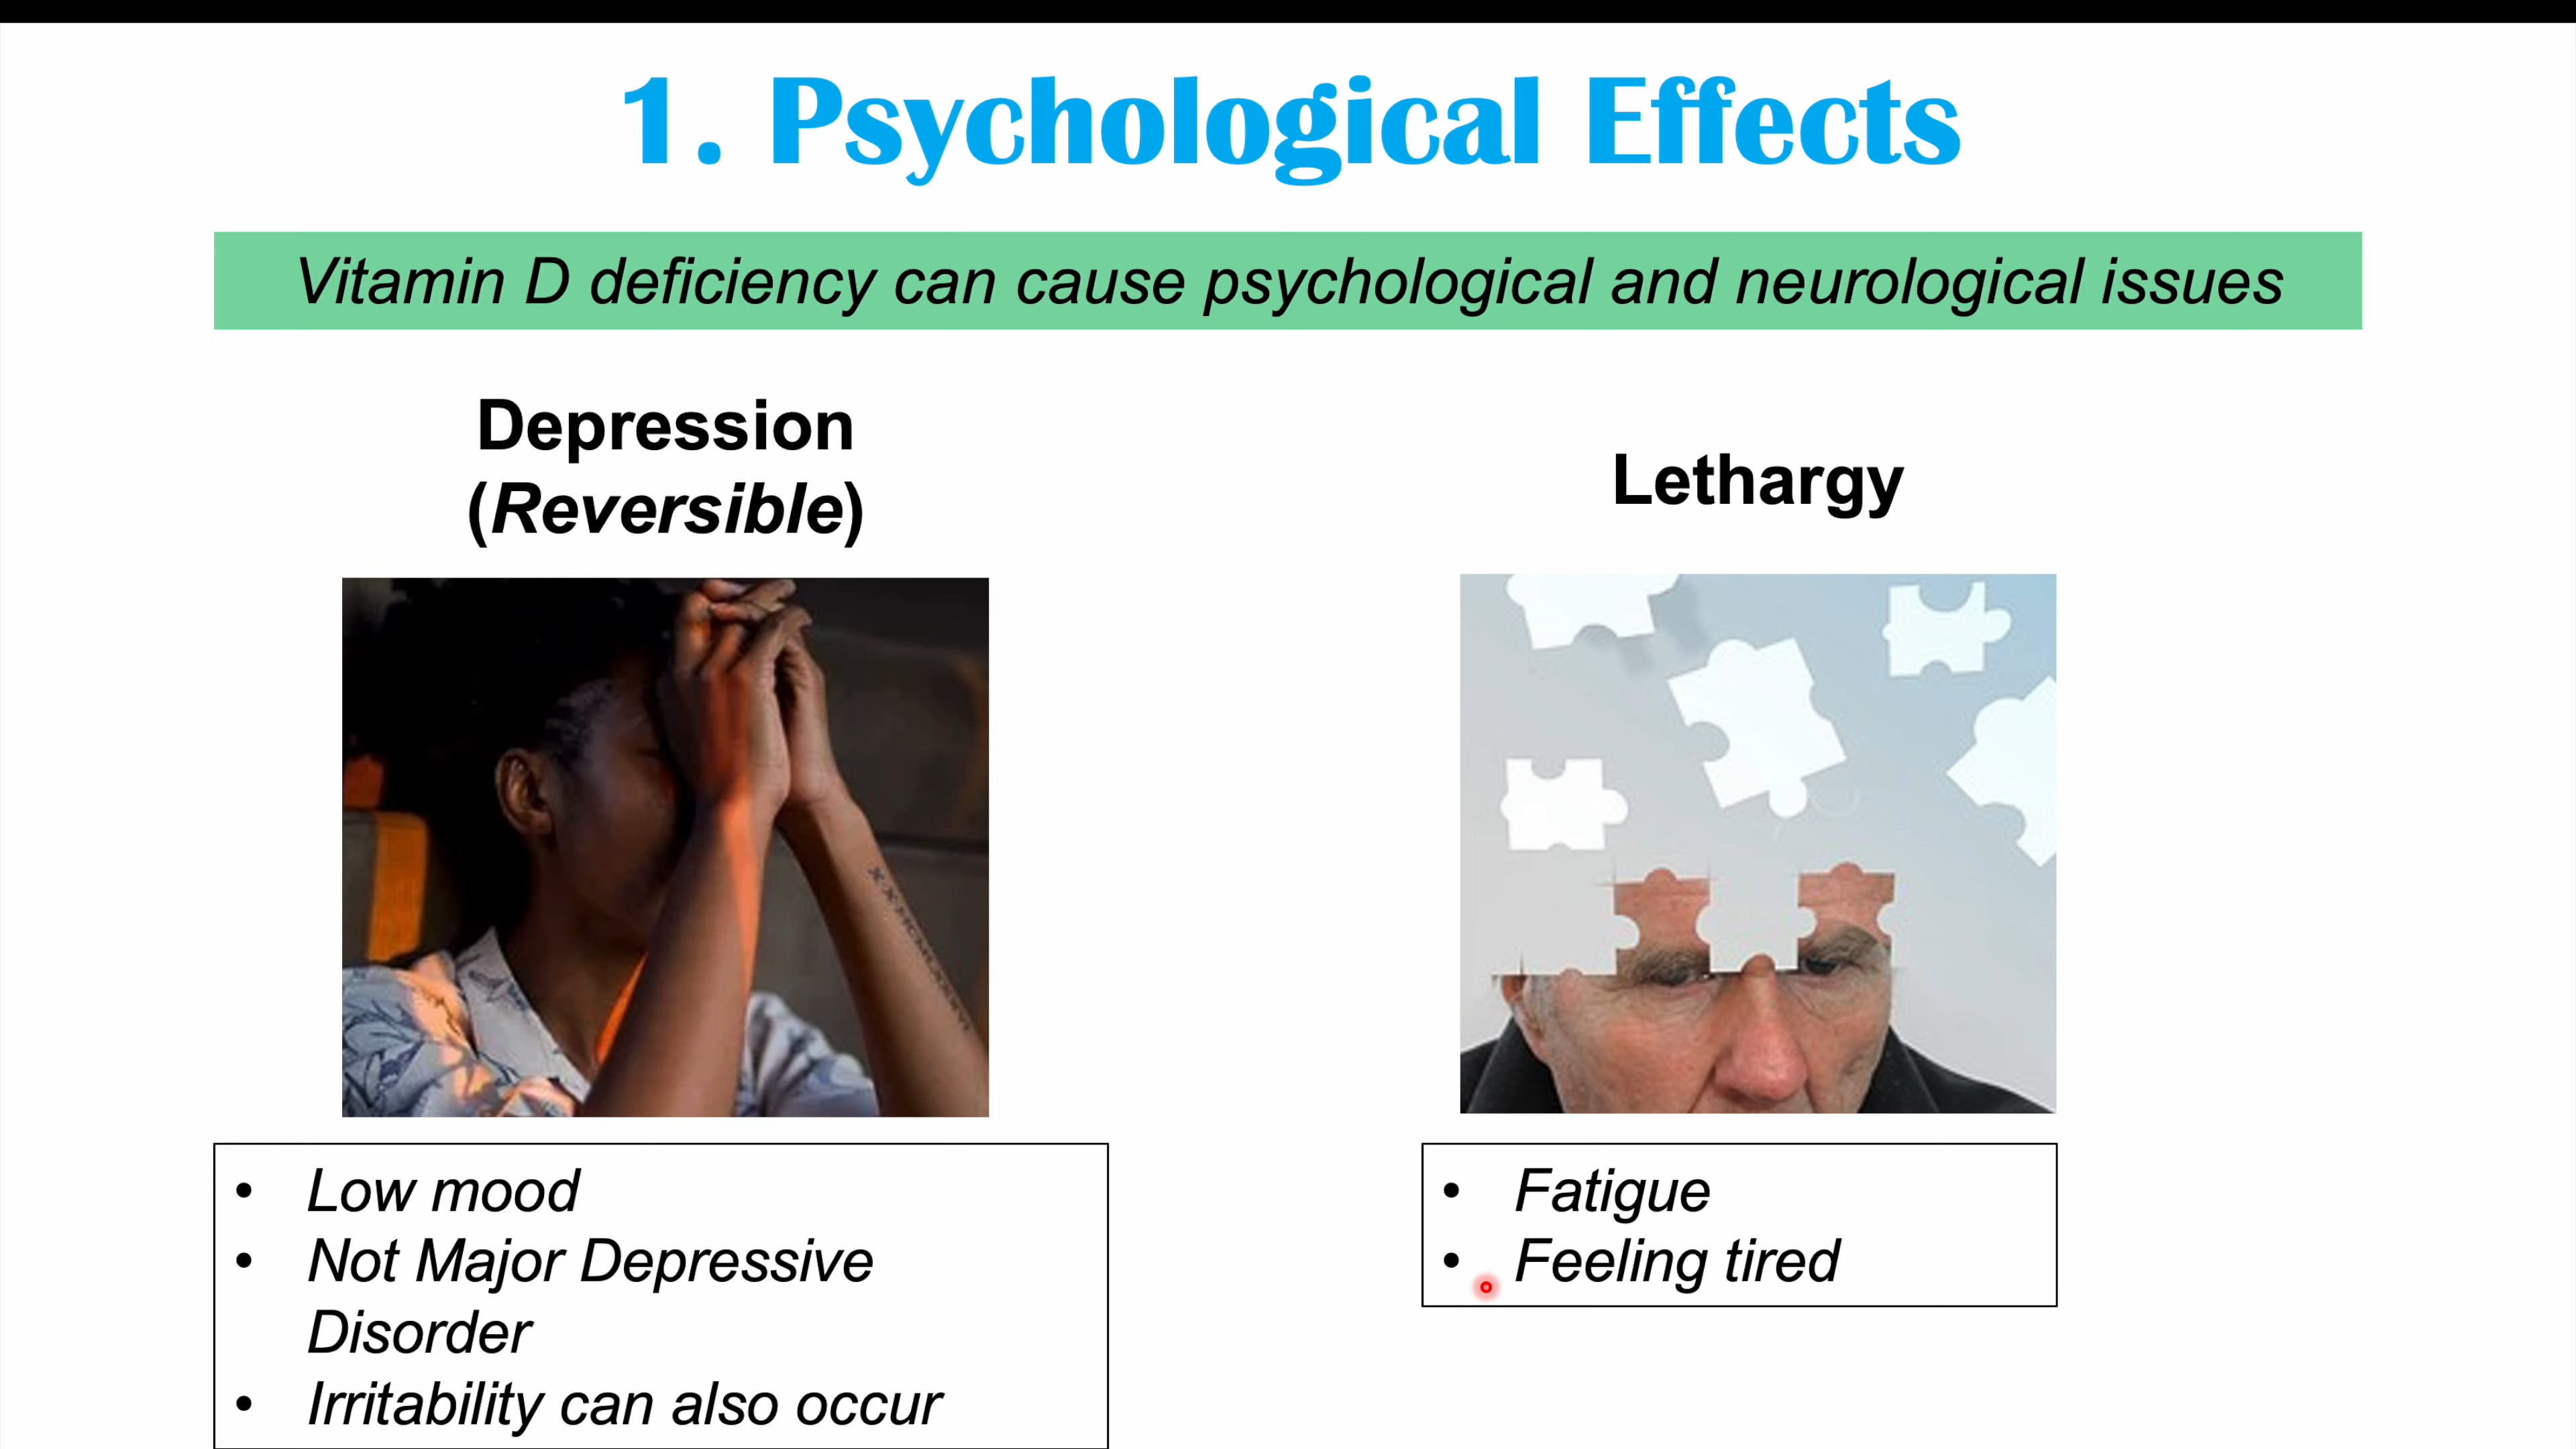 1. Psychological Effects
Vitamin D deficiency can cause psychological and neurological issues
Depression
(Reversible)
Lethargy
• Low mood
• Not Major Depressive
Disorder
• Irritability can also occur
• Fatigue
• Feeling tired